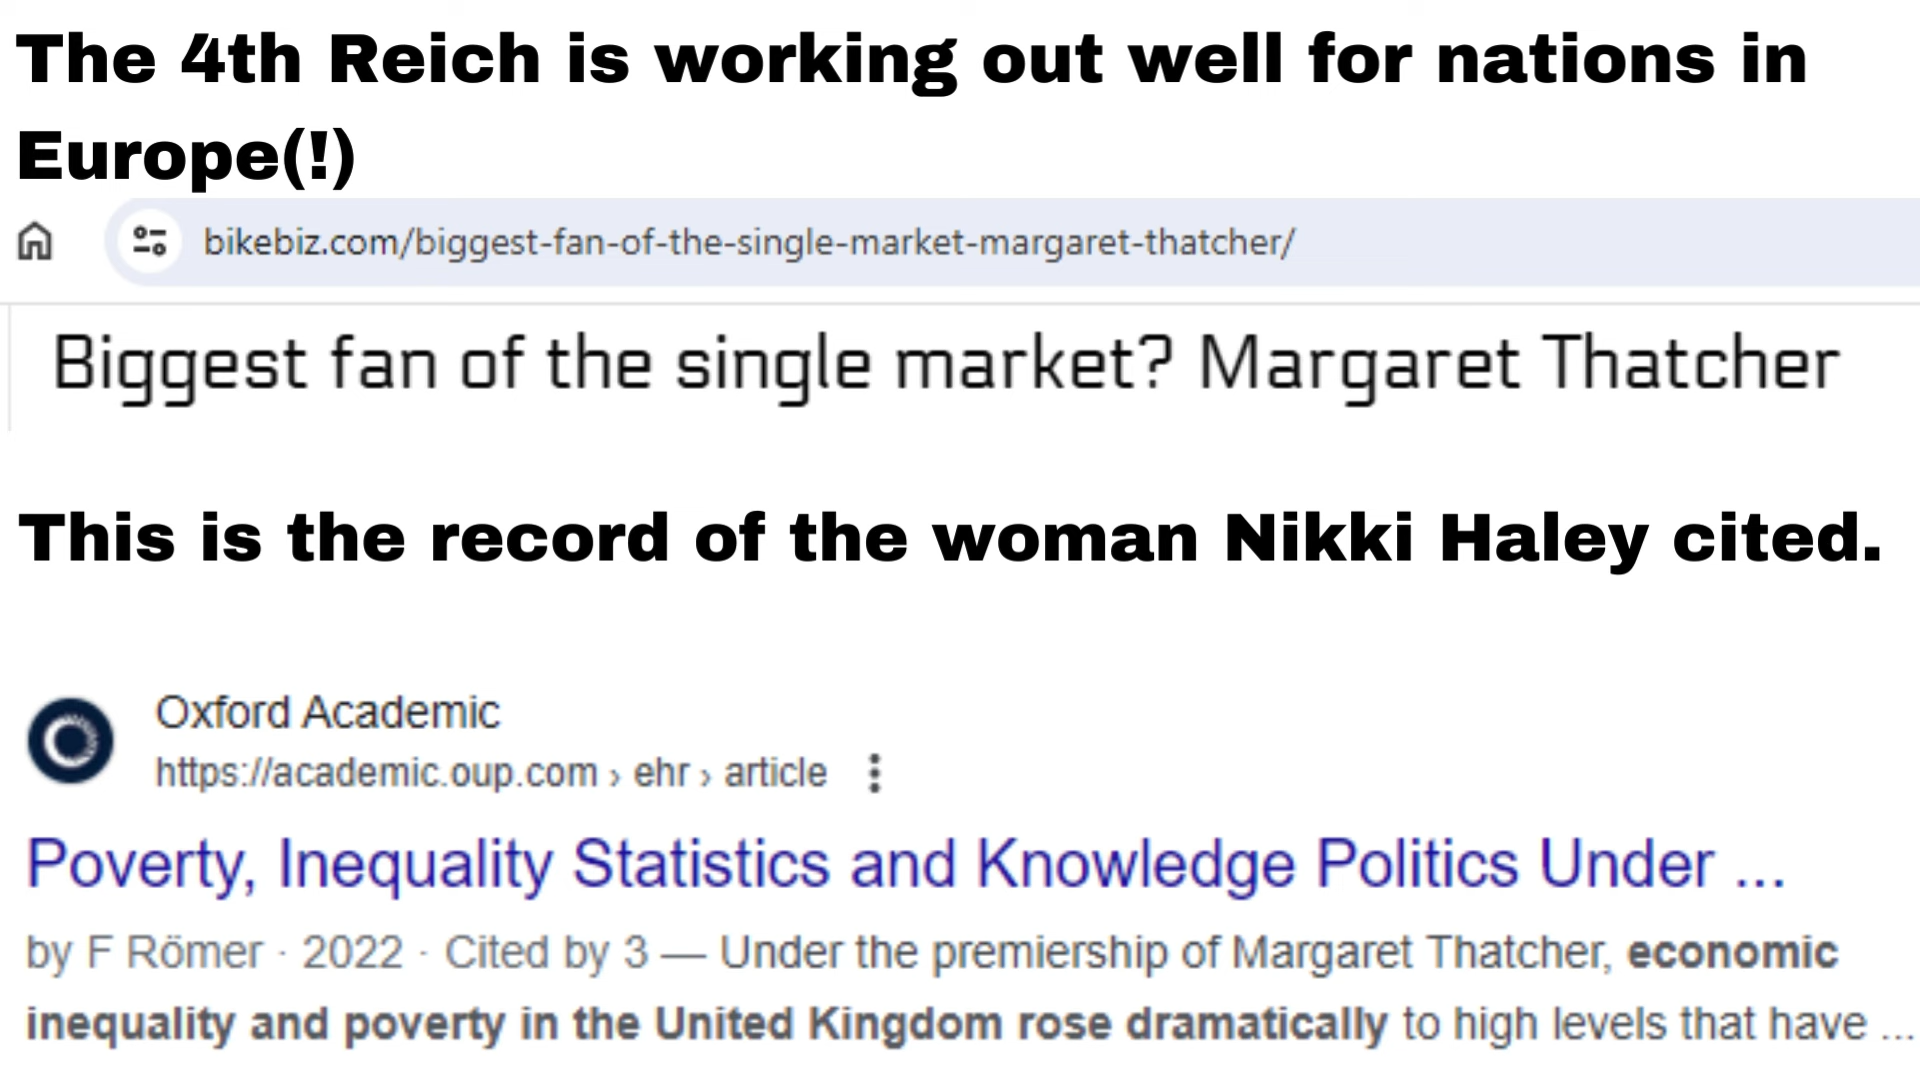 The 4th Reich is working out well for nations in
Europe(!)
bikebiz.com/biggest-fan-of-the-single-market-margaret-thatcher/
Biggest fan of the single market? Margaret Thatcher
This is the record of the woman Nikki Haley cited.
Oxford Academic
https://academic.oup.com › ehr › article
Poverty, Inequality Statistics and Knowledge Politics Under ...
by F Römer · 2022 · Cited by 3 — Under the premiership of Margaret Thatcher, economic
inequality and poverty in the United Kingdom rose dramatically to high levels that have ...